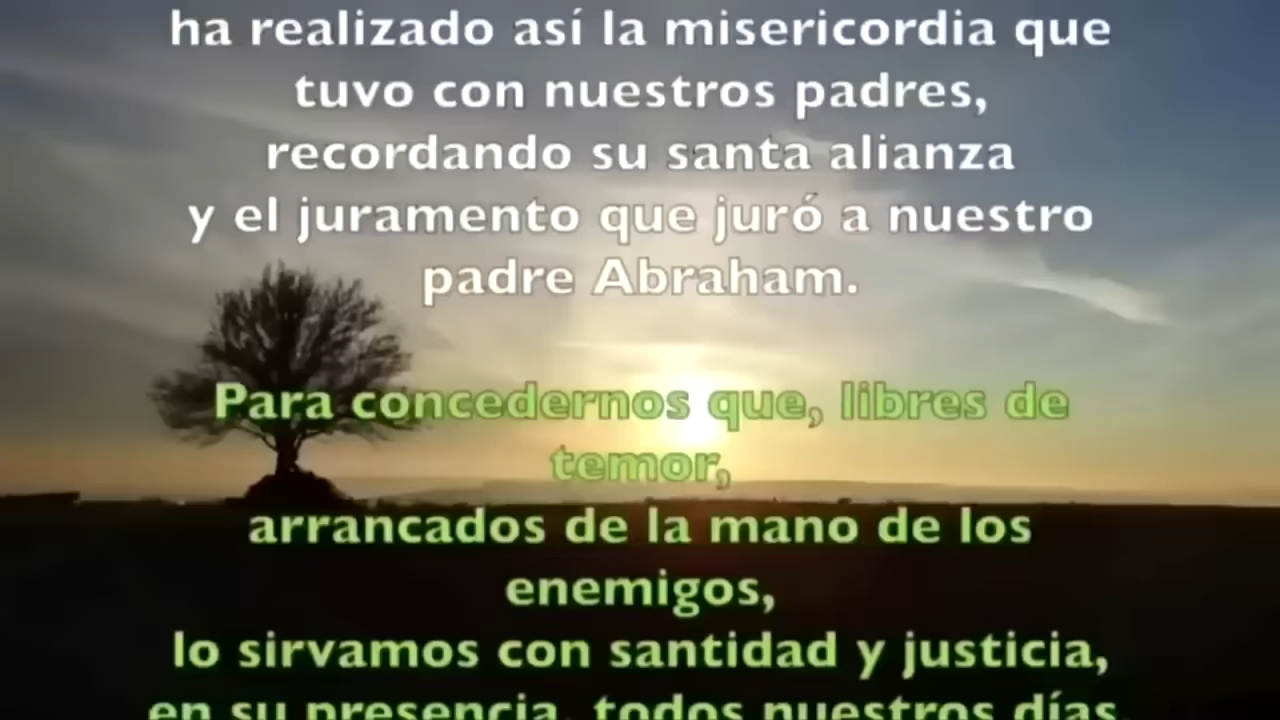 ha realizado así la misericordia que
tuvo con nuestros padres,
recordando su santa alianza
y el juramento que juró a nuestro
padre Abraham.
Para concedernos que, libres de
temor,
arrancados de la mano de los
enemigos,
lo sirvamos con santidad y justicia,
en su presencia, todos nuestros días.